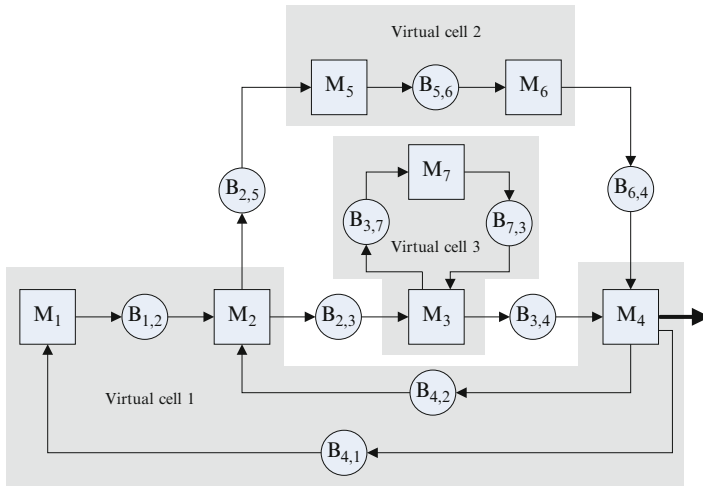 Virtual cell 2
M5
B5,6
M6
M7
B2,5
B6,4
B3,7
B7,3
Virtual cell 3
M1
B1,2
M2
B2,3
M3
B3,4
M4
B4,2
Virtual cell 1
B4,1